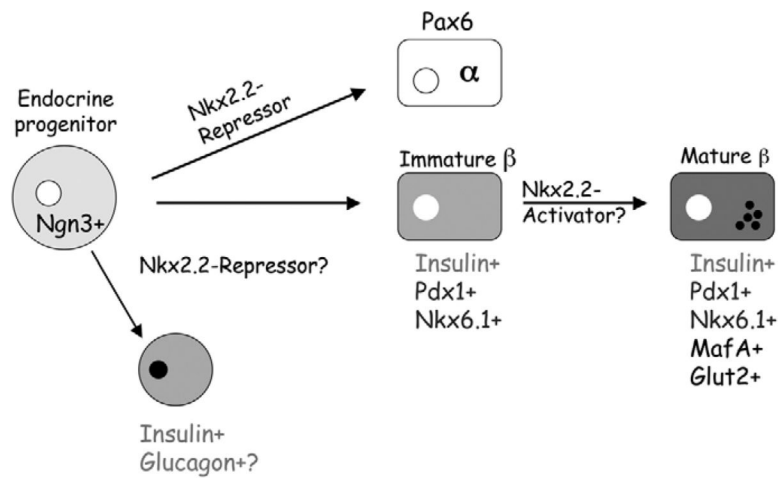 Pax6
α
Endocrine
progenitor
Ngn3+
Nkx2.2-
Repressor
Immature β
Nkx2.2-
Activator?
Mature β
Nkx2.2-Repressor?
Insulin+
Pdx1+
Nkx6.1+
Insulin+
Pdx1+
Nkx6.1+
MafA+
Glut2+
Insulin+
Glucagon+?